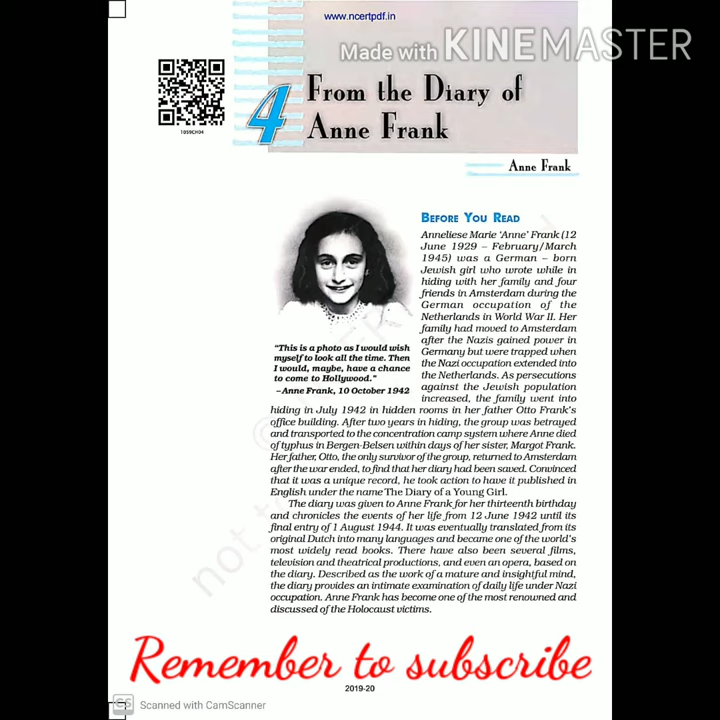 www.ncertpdf.in
Made with KINEMASTER
1059CH04
4
From the Diary of
Anne Frank
Anne Frank
BEFORE YOU READ
Anneliese Marie 'Anne' Frank (12
June 1929 – February/March
1945) was a German – born
Jewish girl who wrote while in
hiding with her family and four
friends in Amsterdam during the
German occupation of the
Netherlands in World War II. Her
family had moved to Amsterdam
after the Nazis gained power in
Germany but were trapped when
the Nazi occupation extended into
the Netherlands. As persecutions
against the Jewish population
increased, the family went into
"This is a photo as I would wish
myself to look all the time. Then
I would, maybe, have a chance
to come to Hollywood."
– Anne Frank, 10 October 1942
hiding in July 1942 in hidden rooms in her father Otto Frank's
office building. After two years in hiding, the group was betrayed
and transported to the concentration camp system where Anne died
of typhus in Bergen-Belsen within days of her sister, Margot Frank.
Her father, Otto, the only survivor of the group, returned to Amsterdam
after the war ended, to find that her diary had been saved. Convinced
that it was a unique record, he took action to have it published in
English under the name The Diary of a Young Girl.
The diary was given to Anne Frank for her thirteenth birthday
and chronicles the events of her life from 12 June 1942 until its
final entry of 1 August 1944. It was eventually translated from its
original Dutch into many languages and became one of the world's
most widely read books. There have also been several films,
television and theatrical productions, and even an opera, based on
the diary. Described as the work of a mature and insightful mind,
the diary provides an intimate examination of daily life under Nazi
occupation. Anne Frank has become one of the most renowned and
discussed of the Holocaust victims.
not t
Remember to subscribe
2019-20
CS Scanned with CamScanner